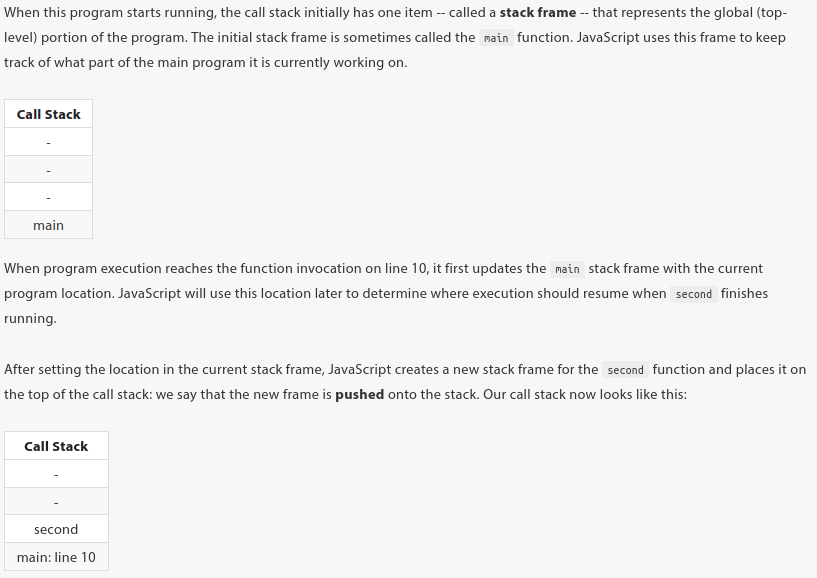 When this program starts running, the call stack initially has one item -- called a stack frame -- that represents the global (top-
level) portion of the program. The initial stack frame is sometimes called the main function. JavaScript uses this frame to keep
track of what part of the main program it is currently working on.
Call Stack
-
-
-
main
When program execution reaches the function invocation on line 10, it first updates the main stack frame with the current
program location. JavaScript will use this location later to determine where execution should resume when second finishes
running.
After setting the location in the current stack frame, JavaScript creates a new stack frame for the second function and places it on
the top of the call stack: we say that the new frame is pushed onto the stack. Our call stack now looks like this:
Call Stack
-
-
second
main: line 10